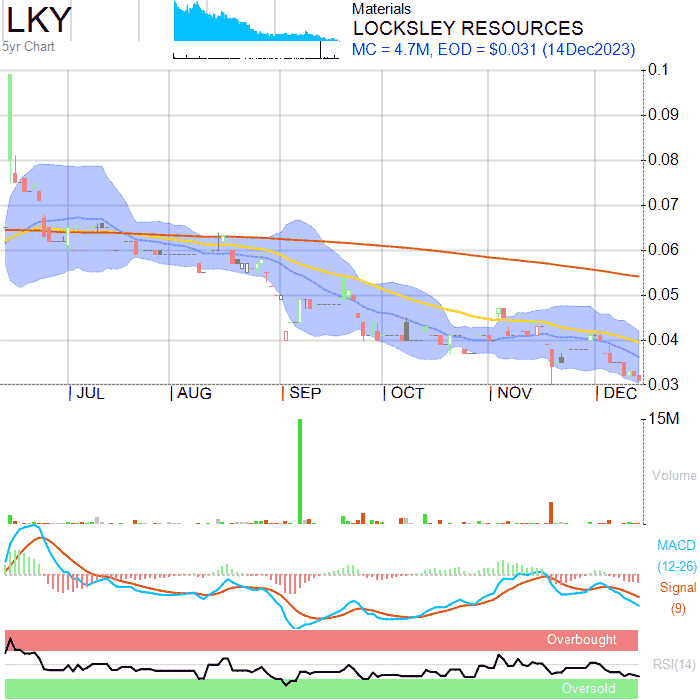 LKY
5yr Chart
Materials
LOCKSLEY RESOURCES
MC = 4.7M, EOD = $0.031 (14Dec2023)
0.1
0.09
0.08
0.07
0.06
0.05
0.04
0.03
JUL AUG SEP OCT NOV DEC
15M
Volume
MACD
(12-26)
Signal
(9)
Overbought
RSI(14)
Oversold